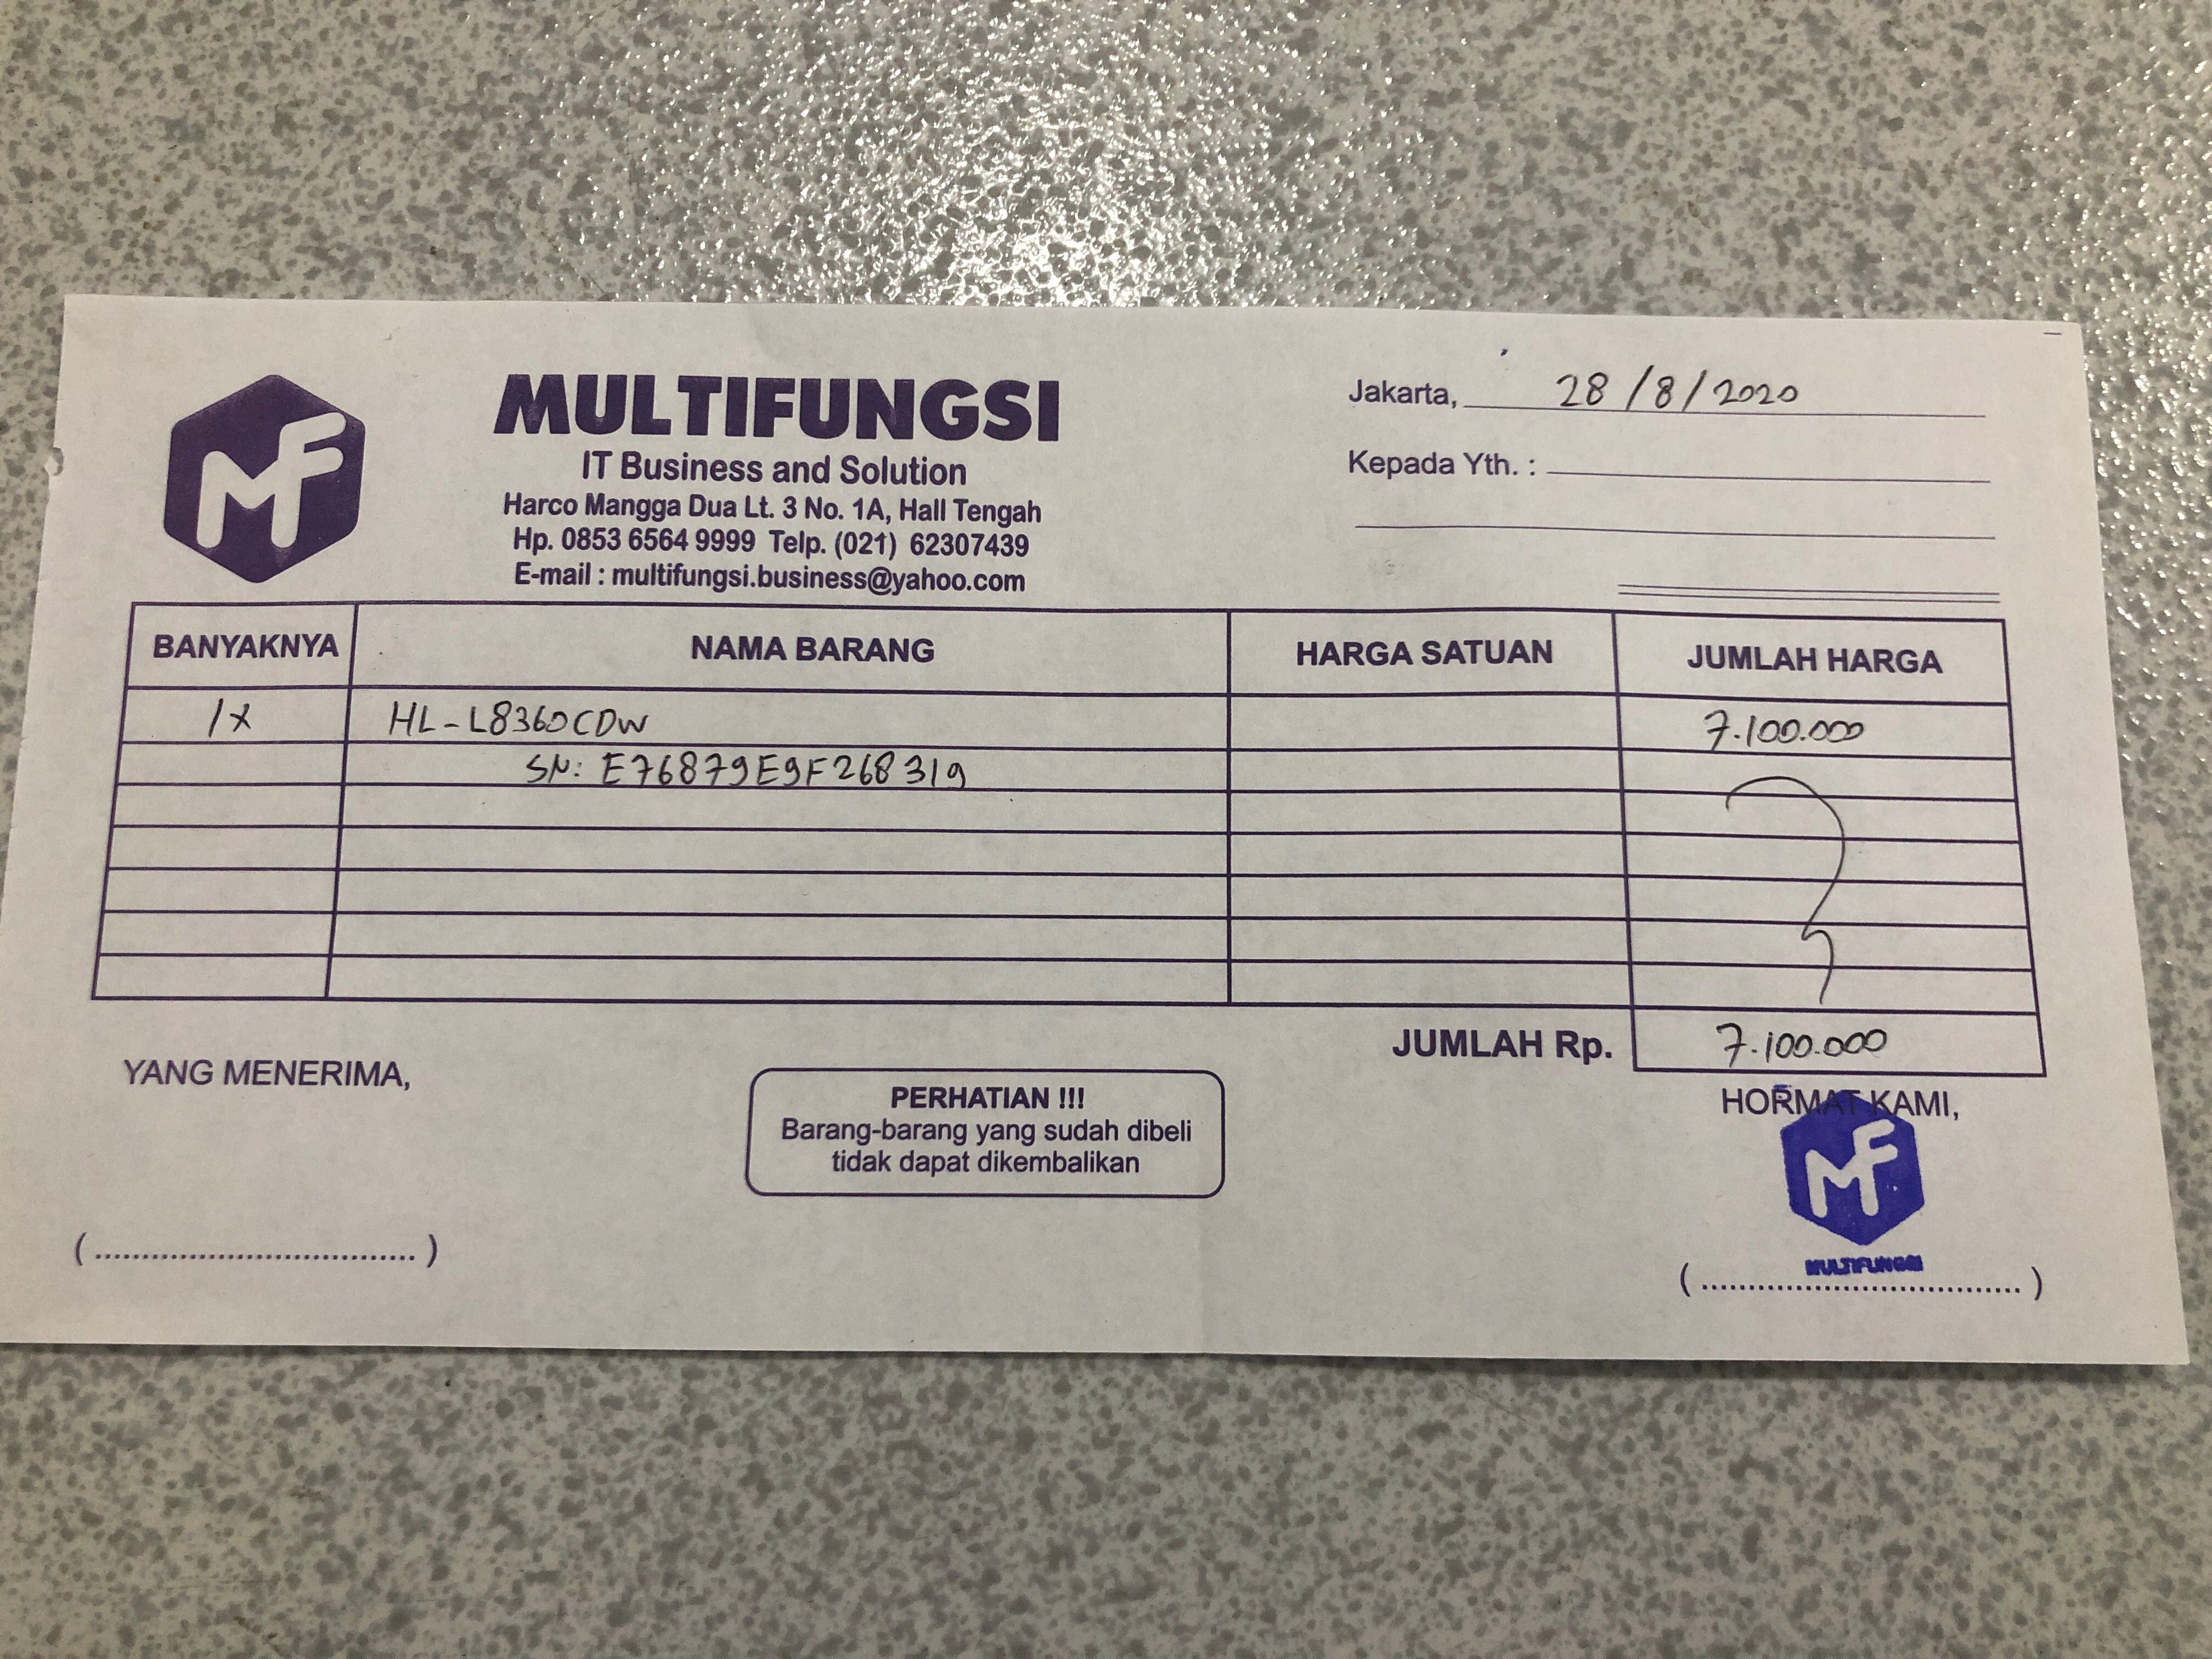 MF
MULTIFUNGSI
IT Business and Solution
Harco Mangga Dua Lt. 3 No. 1A, Hall Tengah
Hp. 0853 6564 9999 Telp. (021) 62307439
E-mail : multifungsi.business@yahoo.com
Jakarta, 28/8/2020
Kepada Yth. :
BANYAKNYA NAMA BARANG HARGA SATUAN JUMLAH HARGA
1x HL-L8360CDW 7.100.000
SN: E76879E9F268319
JUMLAH Rp. 7.100.000
YANG MENERIMA,
PERHATIAN !!!
Barang-barang yang sudah dibeli
tidak dapat dikembalikan
HORMAT KAMI,
MF
MULTIFUNGSI
(..................................)
(..................................)